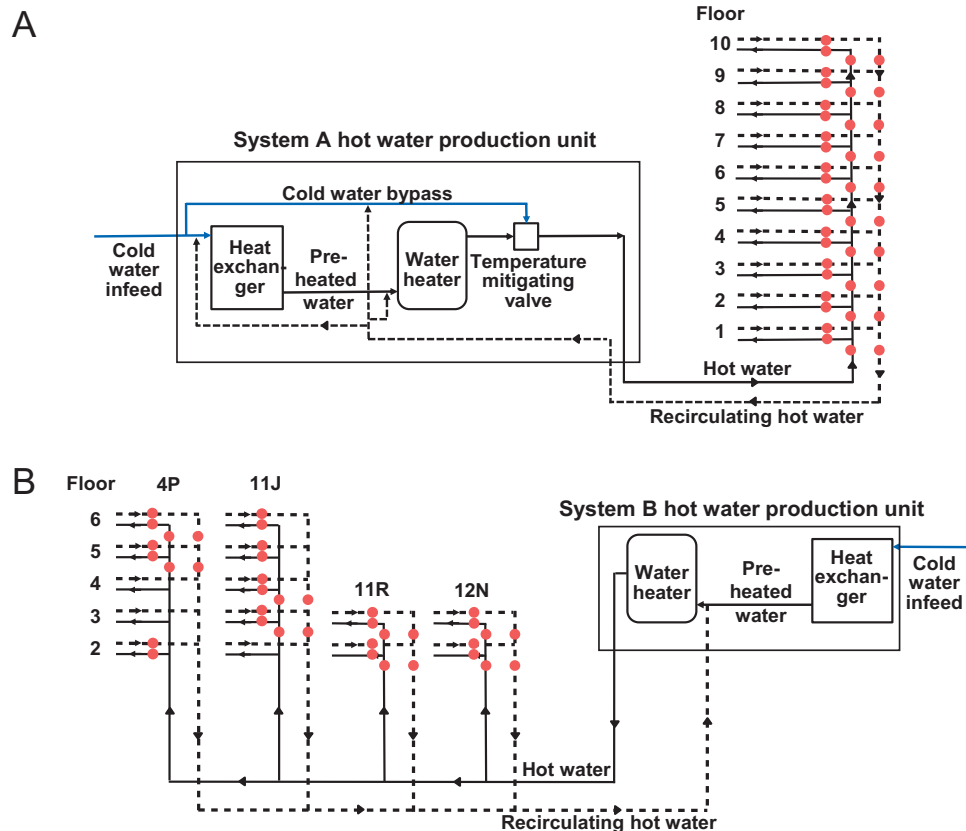 A
Floor
10
9
8
7
6
5
4
3
2
1
System A hot water production unit
Cold water bypass
Cold
water
infeed
Heat
exchan-
ger
Pre-
heated
water
Water
heater
Temperature
mitigating
valve
Hot water
Recirculating hot water
B
Floor
4P
11J
6
5
4
3
2
11R
12N
System B hot water production unit
Water
heater
Pre-
heated
water
Heat
exchan-
ger
Cold
water
infeed
Hot water
Recirculating hot water